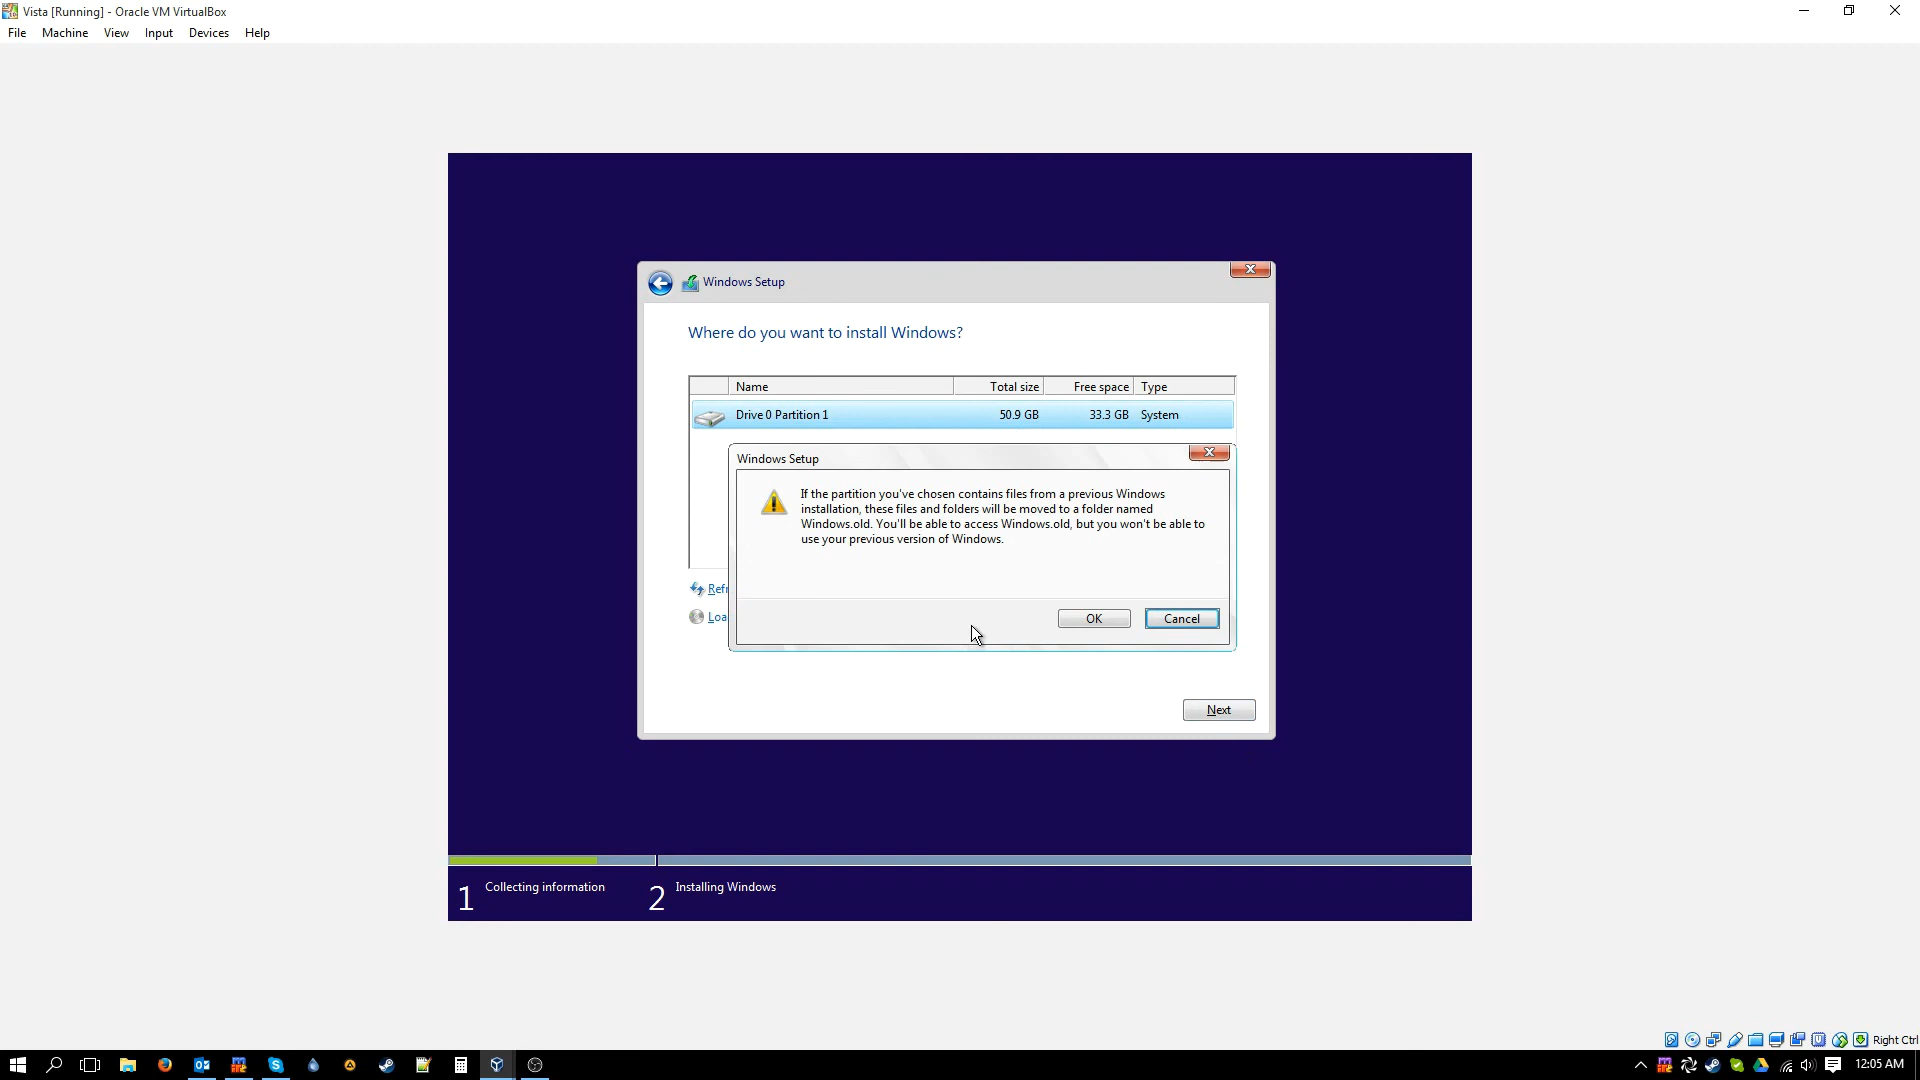 Vista [Running] - Oracle VM VirtualBox
File Machine View Input Devices Help
Windows Setup
Where do you want to install Windows?
Name Total size Free space Type
Drive 0 Partition 1 50.9 GB 33.3 GB System
Windows Setup
If the partition you've chosen contains files from a previous Windows
installation, these files and folders will be moved to a folder named
Windows.old. You'll be able to access Windows.old, but you won't be able to
use your previous version of Windows.
Refr
Loa
OK Cancel
Next
1 Collecting information 2 Installing Windows
Right Ctrl
12:05 AM